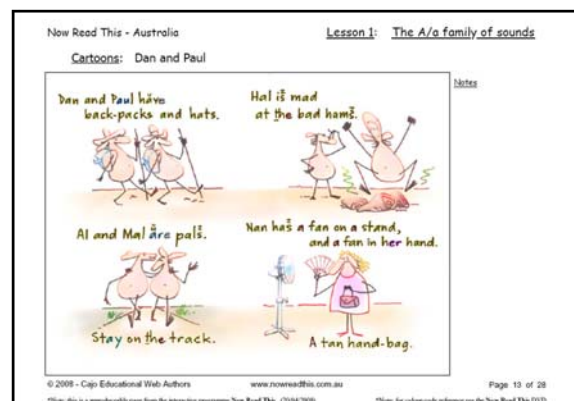 Now Read This - Australia
Lesson 1: The A/a family of sounds
Cartoons: Dan and Paul
Notes
Dan and Paul have
back-packs and hats.
Hal is mad
at the bad hams.
Al and Mal are pals.
Stay on the track.
Nan has a fan on a stand,
and a fan in her hand.
A tan hand-bag.
© 2008 - Cajo Educational Web Authors
www.nowreadthis.com.au
Page 13 of 28